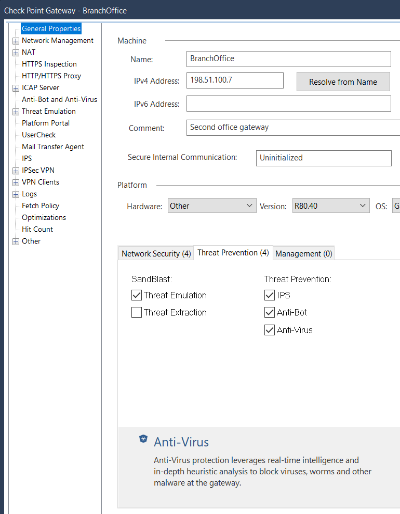 Check Point Gateway - BranchOffice
General Properties
Network Management
NAT
HTTPS Inspection
HTTP/HTTPS Proxy
ICAP Server
Anti-Bot and Anti-Virus
Threat Emulation
Platform Portal
UserCheck
Mail Transfer Agent
IPS
IPSec VPN
VPN Clients
Logs
Fetch Policy
Optimizations
Hit Count
Other
Machine
Name: BranchOffice
IPv4 Address: 198.51.100.7 Resolve from Name
IPv6 Address:
Comment: Second office gateway
Secure Internal Communication: Uninitialized
Platform
Hardware: Other Version: R80.40 OS: G
Network Security (4) Threat Prevention (4) Management (0)
SandBlast: Threat Prevention:
Threat Emulation IPS
Threat Extraction Anti-Bot
Anti-Virus
Anti-Virus
Anti-Virus protection leverages real-time intelligence and
in-depth heuristic analysis to block viruses, worms and other
malware at the gateway.